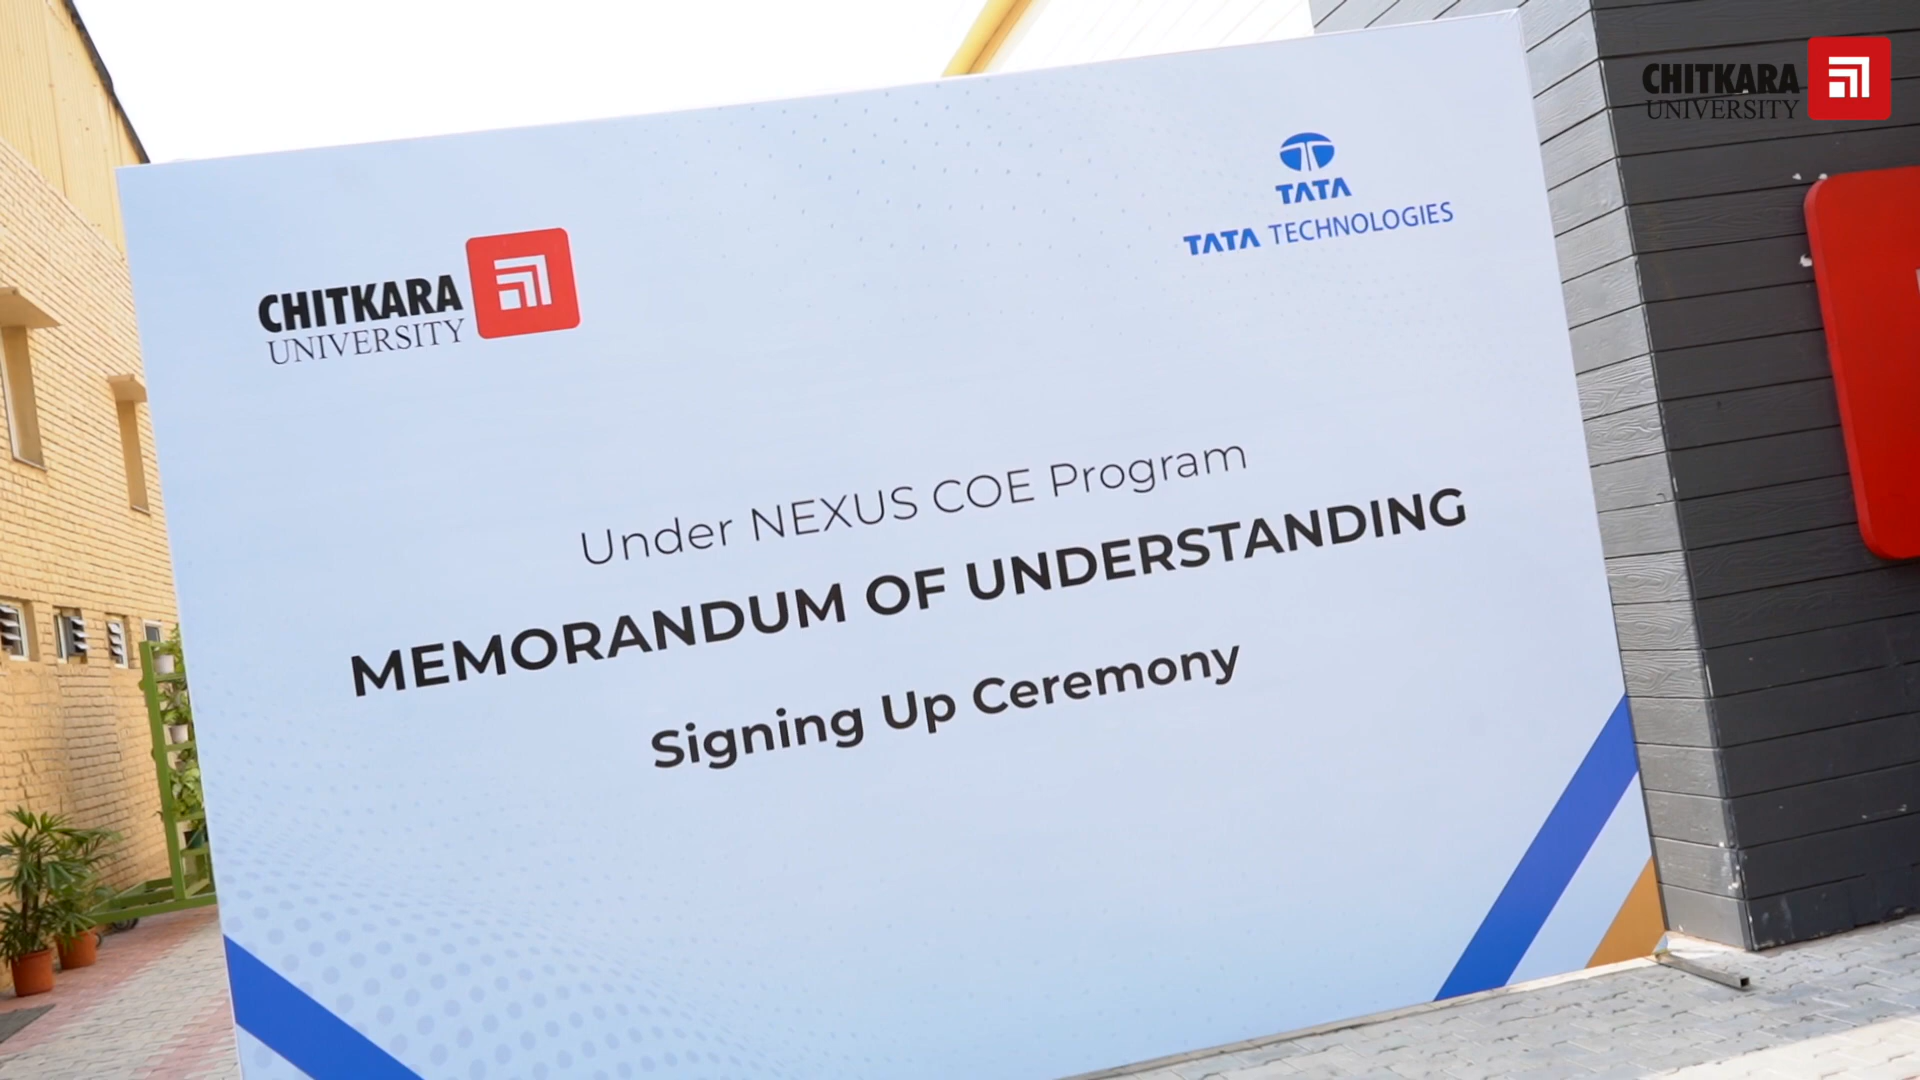 CHITKARA
UNIVERSITY
TATA
TATA TECHNOLOGIES
CHITKARA
UNIVERSITY
Under NEXUS COE Program
MEMORANDUM OF UNDERSTANDING
Signing Up Ceremony